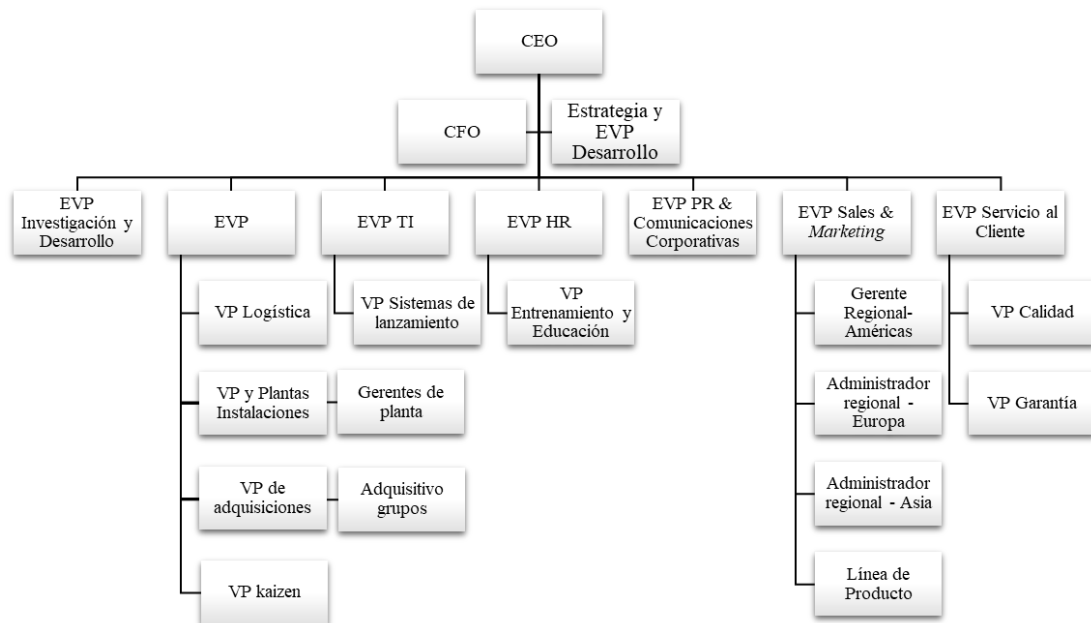 CEO
CFO
Estrategia y
EVP
Desarrollo
EVP
Investigación y
Desarrollo
EVP
EVP TI
EVP HR
EVP PR &
Comunicaciones
Corporativas
EVP Sales &
Marketing
EVP Servicio al
Cliente
VP Logística
VP Sistemas de
lanzamiento
VP
Entrenamiento y
Educación
Gerente
Regional-
Américas
VP Calidad
VP y Plantas
Instalaciones
Gerentes de
planta
Administrador
regional -
Europa
VP Garantía
VP de
adquisiciones
Adquisitivo
grupos
Administrador
regional - Asia
VP kaizen
Línea de
Producto